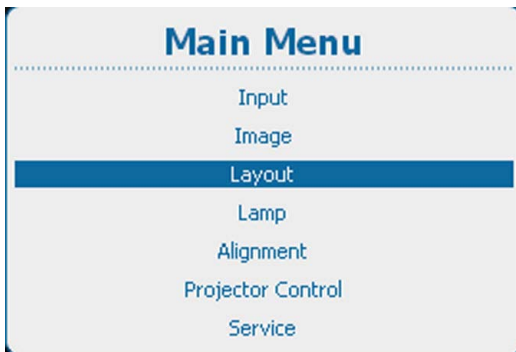 Main Menu
Input
Image
Layout
Lamp
Alignment
Projector Control
Service